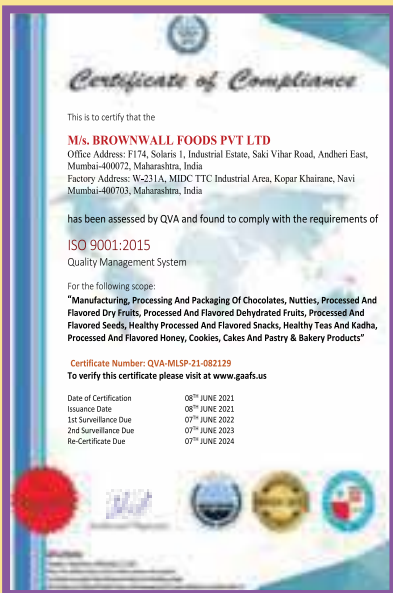 QVA
Certificate of Compliance
This is to certify that the
M/s. BROWNWALL FOODS PVT LTD
Office Address: F174, Solaris 1, Industrial Estate, Saki Vihar Road, Andheri East,
Mumbai-400072, Maharashtra, India
Factory Address: W-231A, MIDC TTC Industrial Area, Kopar Khairane, Navi
Mumbai-400703, Maharashtra, India
has been assessed by QVA and found to comply with the requirements of
ISO 9001:2015
Quality Management System
For the following scope:
"Manufacturing, Processing And Packaging Of Chocolates, Nutties, Processed And
Flavored Dry Fruits, Processed And Flavored Dehydrated Fruits, Processed And
Flavored Seeds, Healthy Processed And Flavored Snacks, Healthy Teas And Kadha,
Processed And Flavored Honey, Cookies, Cakes And Pastry & Bakery Products"
Certificate Number: QVA-MLSP-21-082129
To verify this certificate please visit at www.gaafs.us
Date of Certification 08TH JUNE 2021
Issuance Date 08TH JUNE 2021
1st Surveillance Due 07TH JUNE 2022
2nd Surveillance Due 07TH JUNE 2023
Re-Certificate Due 07TH JUNE 2024